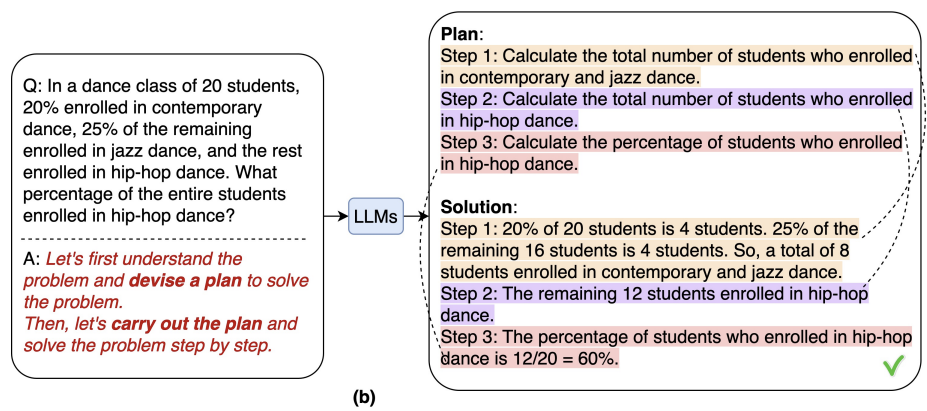 Q: In a dance class of 20 students,
20% enrolled in contemporary
dance, 25% of the remaining
enrolled in jazz dance, and the rest
enrolled in hip-hop dance. What
percentage of the entire students
enrolled in hip-hop dance?
A: Let's first understand the
problem and devise a plan to solve
the problem.
Then, let's carry out the plan and
solve the problem step by step.
LLMs
Plan:
Step 1: Calculate the total number of students who enrolled
in contemporary and jazz dance.
Step 2: Calculate the total number of students who enrolled
in hip-hop dance.
Step 3: Calculate the percentage of students who enrolled
in hip-hop dance.
Solution:
Step 1: 20% of 20 students is 4 students. 25% of the
remaining 16 students is 4 students. So, a total of 8
students enrolled in contemporary and jazz dance.
Step 2: The remaining 12 students enrolled in hip-hop
dance.
Step 3: The percentage of students who enrolled in hip-hop
dance is 12/20 = 60%.
(b)